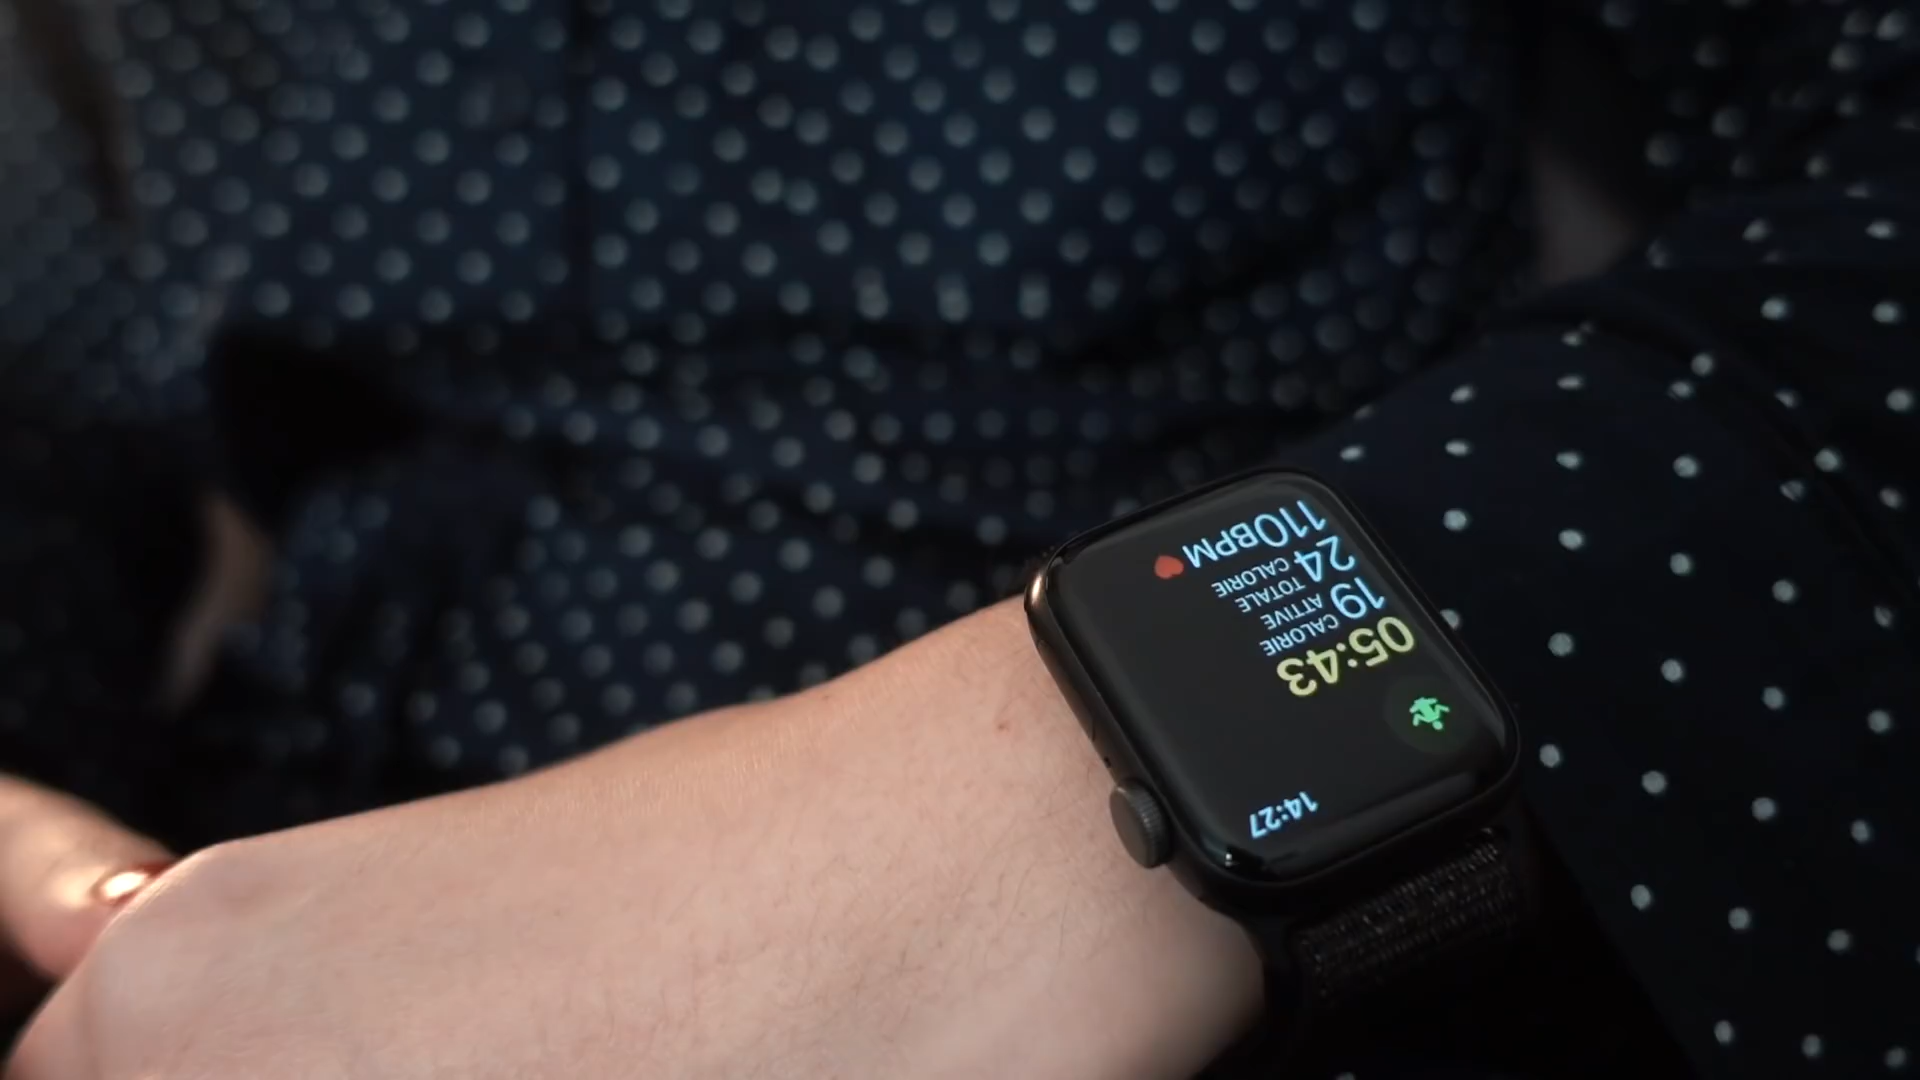 14:27
05:43
19 CALORIE ATTIVE
24 TOTALE CALORIE
110BPM